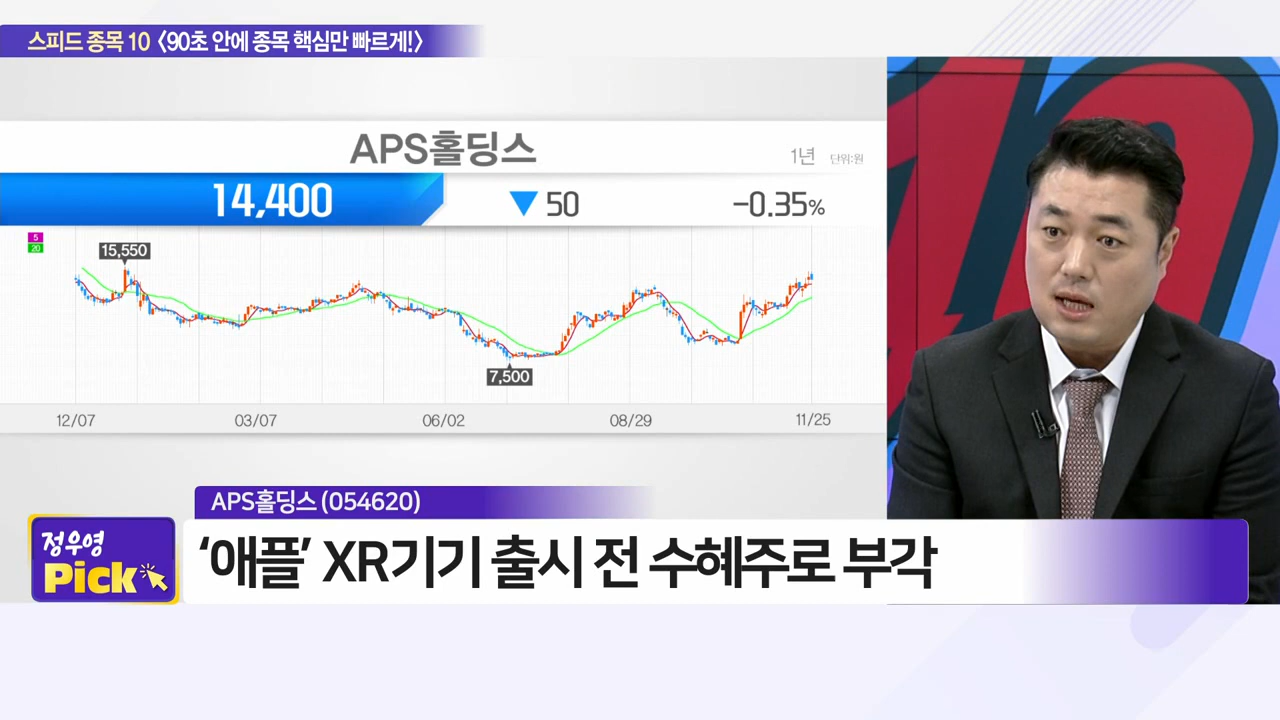 스피드 종목 10 <90초 안에 종목 핵심만 빠르게!>
APS홀딩스
1년 단위:원
14,400 ▼ 50 -0.35%
5
20
15,550
7,500
12/07 03/07 06/02 08/29 11/25
APS홀딩스 (054620)
정우영
Pick
‘애플’ XR기기 출시 전 수혜주로 부각